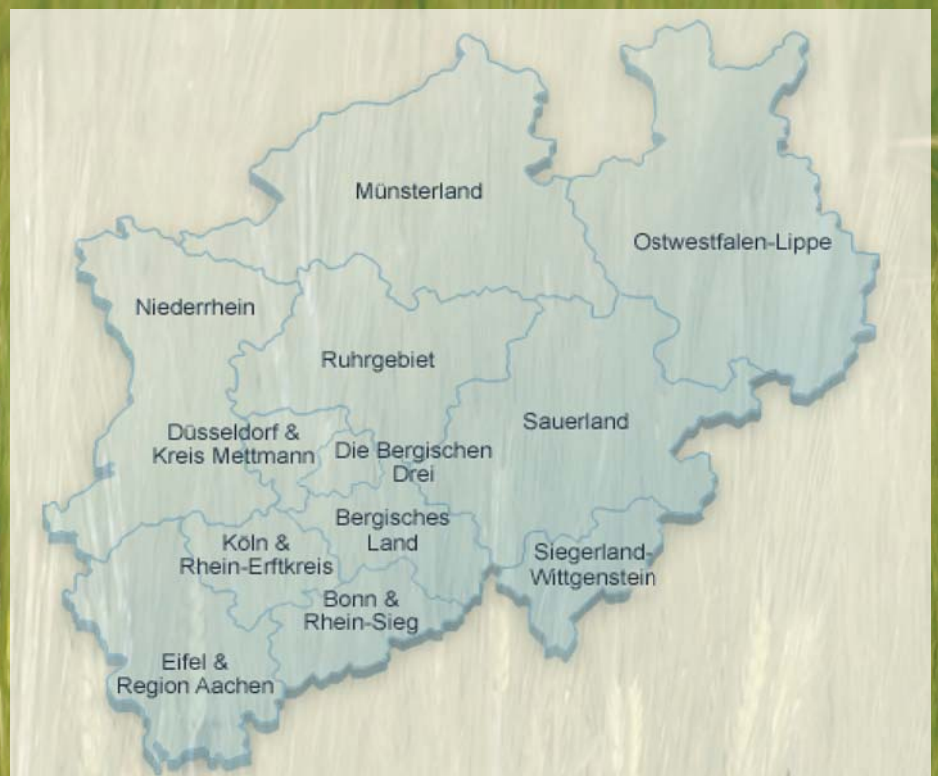 Münsterland
Ostwestfalen-Lippe
Niederrhein
Ruhrgebiet
Sauerland
Düsseldorf &
Kreis Mettmann
Die Bergischen
Drei
Bergisches
Land
Köln &
Rhein-Erftkreis
Siegerland-
Wittgenstein
Bonn &
Rhein-Sieg
Eifel &
Region Aachen